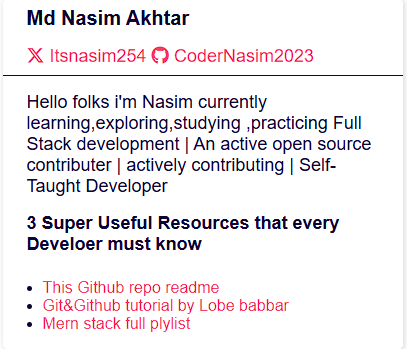 Md Nasim Akhtar
Itsnasim254 CoderNasim2023
Hello folks i'm Nasim currently
learning,exploring,studying ,practicing Full
Stack development | An active open source
contributer | actively contributing | Self-
Taught Developer
3 Super Useful Resources that every
Develoer must know
This Github repo readme
Git&Github tutorial by Lobe babbar
Mern stack full plylist